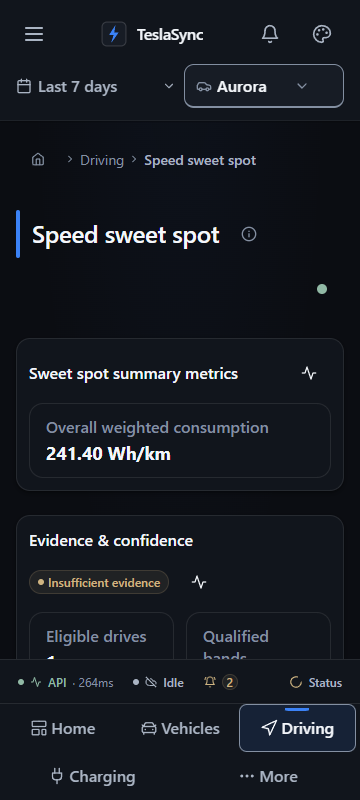 TeslaSync
Last 7 days
Aurora
Driving
Speed sweet spot
Speed sweet spot
Sweet spot summary metrics
Overall weighted consumption
241.40 Wh/km
Evidence & confidence
Insufficient evidence
Eligible drives
Qualified
bands
API · 264ms
Idle
2
Status
Home
Vehicles
Driving
Charging
More